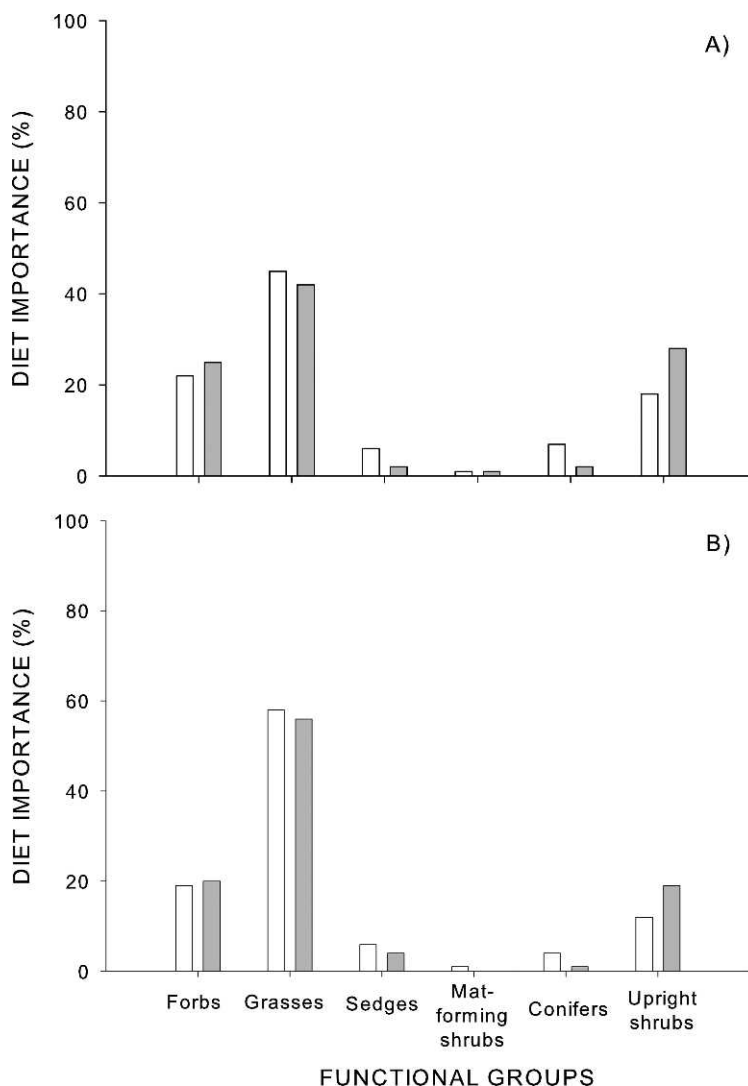 A)
DIET IMPORTANCE (%)
100
80
60
40
20
0
B)
DIET IMPORTANCE (%)
100
80
60
40
20
0
Forbs
Grasses
Sedges
Mat-
forming
shrubs
Conifers
Upright
shrubs
FUNCTIONAL GROUPS